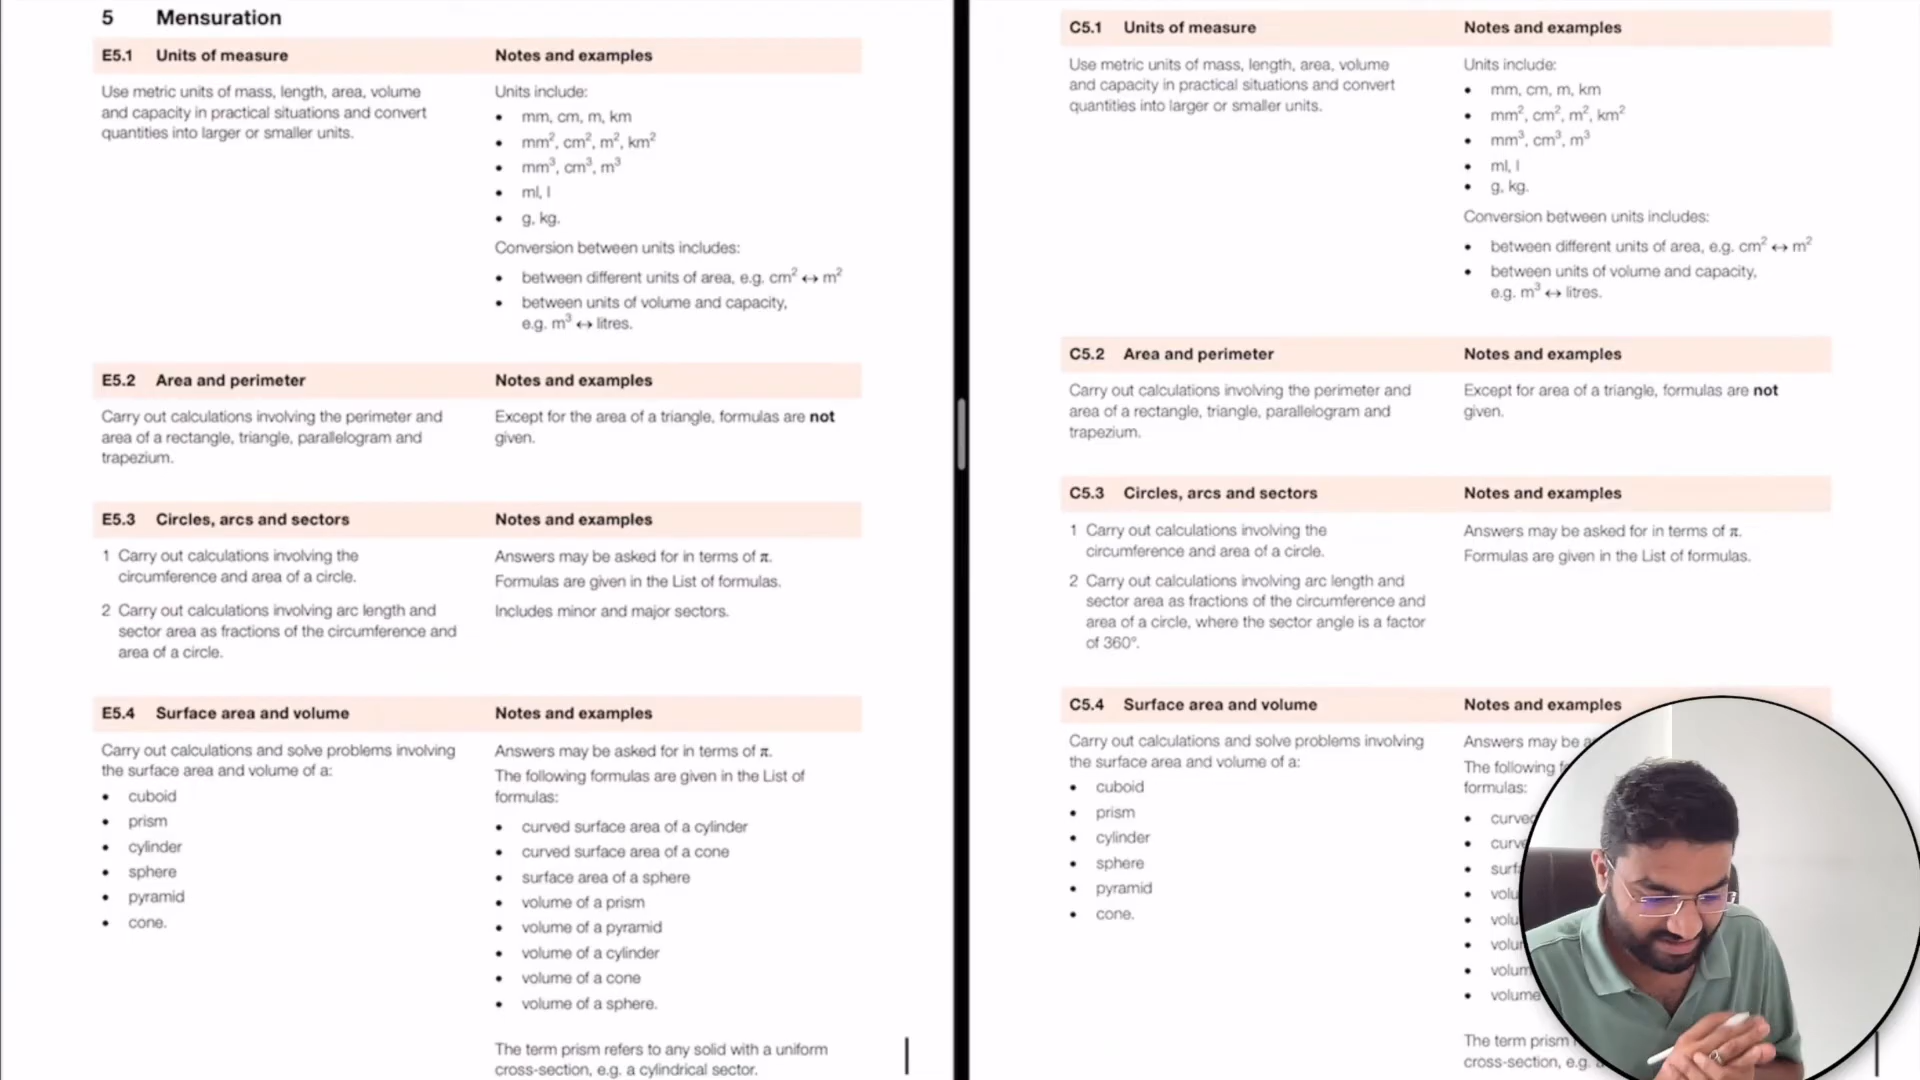 5 Mensuration
E5.1 Units of measure Notes and examples
Use metric units of mass, length, area, volume
and capacity in practical situations and convert
quantities into larger or smaller units.
Units include:
• mm, cm, m, km
• mm², cm², m², km²
• mm³, cm³, m³
• ml, l
• g, kg.
Conversion between units includes:
• between different units of area, e.g. cm² ↔ m²
• between units of volume and capacity,
e.g. m³ ↔ litres.
E5.2 Area and perimeter Notes and examples
Carry out calculations involving the perimeter and
area of a rectangle, triangle, parallelogram and
trapezium.
Except for the area of a triangle, formulas are not
given.
E5.3 Circles, arcs and sectors Notes and examples
1 Carry out calculations involving the
circumference and area of a circle.
2 Carry out calculations involving arc length and
sector area as fractions of the circumference and
area of a circle.
Answers may be asked for in terms of π.
Formulas are given in the List of formulas.
Includes minor and major sectors.
E5.4 Surface area and volume Notes and examples
Carry out calculations and solve problems involving
the surface area and volume of a:
• cuboid
• prism
• cylinder
• sphere
• pyramid
• cone.
Answers may be asked for in terms of π.
The following formulas are given in the List of
formulas:
• curved surface area of a cylinder
• curved surface area of a cone
• surface area of a sphere
• volume of a prism
• volume of a pyramid
• volume of a cylinder
• volume of a cone
• volume of a sphere.
The term prism refers to any solid with a uniform
cross-section, e.g. a cylindrical sector.
C5.1 Units of measure Notes and examples
Use metric units of mass, length, area, volume
and capacity in practical situations and convert
quantities into larger or smaller units.
Units include:
• mm, cm, m, km
• mm², cm², m², km²
• mm³, cm³, m³
• ml, l
• g, kg.
Conversion between units includes:
• between different units of area, e.g. cm² ↔ m²
• between units of volume and capacity,
e.g. m³ ↔ litres.
C5.2 Area and perimeter Notes and examples
Carry out calculations involving the perimeter and
area of a rectangle, triangle, parallelogram and
trapezium.
Except for area of a triangle, formulas are not
given.
C5.3 Circles, arcs and sectors Notes and examples
1 Carry out calculations involving the
circumference and area of a circle.
2 Carry out calculations involving arc length and
sector area as fractions of the circumference and
area of a circle, where the sector angle is a factor
of 360°.
Answers may be asked for in terms of π.
Formulas are given in the List of formulas.
C5.4 Surface area and volume Notes and examples
Carry out calculations and solve problems involving
the surface area and volume of a:
• cuboid
• prism
• cylinder
• sphere
• pyramid
• cone.
Answers may be
The following
formulas:
•
•
•
•
•
•
•
• volume
The term prism
cross-section, e.g.